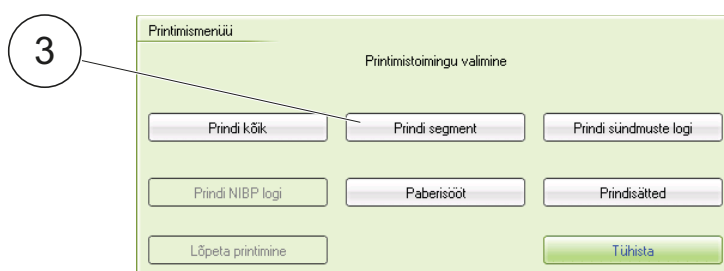 3
Printimismenüü
Printimistoimingu valimine
Prindi kõik
Prindi segment
Prindi sündmuste logi
Prindi NIBP logi
Paberisööt
Prindisätted
Lõpeta printimine
Tühista